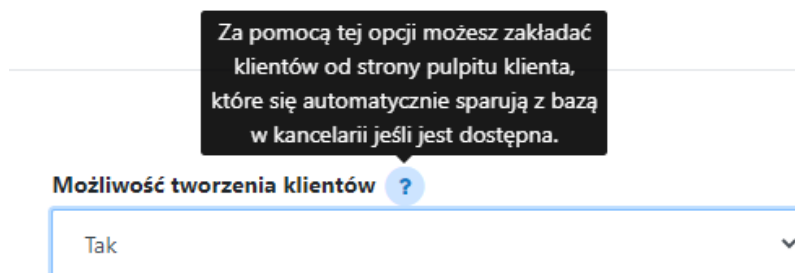 Za pomocą tej opcji możesz zakładać
klientów od strony pulpitu klienta,
które się automatycznie sparują z bazą
w kancelarii jeśli jest dostępna.
Możliwość tworzenia klientów ?
Tak